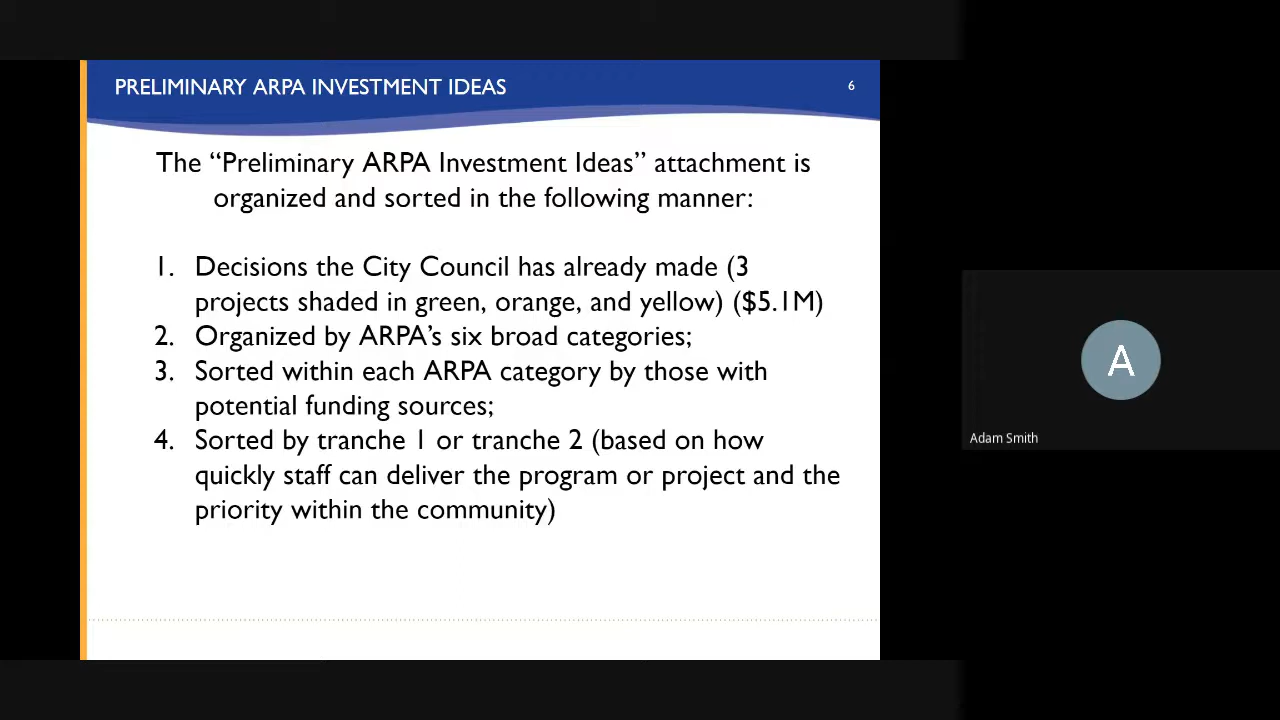 PRELIMINARY ARPA INVESTMENT IDEAS
6
The “Preliminary ARPA Investment Ideas” attachment is
organized and sorted in the following manner:
1. Decisions the City Council has already made (3
projects shaded in green, orange, and yellow) ($5.1M)
2. Organized by ARPA’s six broad categories;
3. Sorted within each ARPA category by those with
potential funding sources;
4. Sorted by tranche 1 or tranche 2 (based on how
quickly staff can deliver the program or project and the
priority within the community)
A
Adam Smith